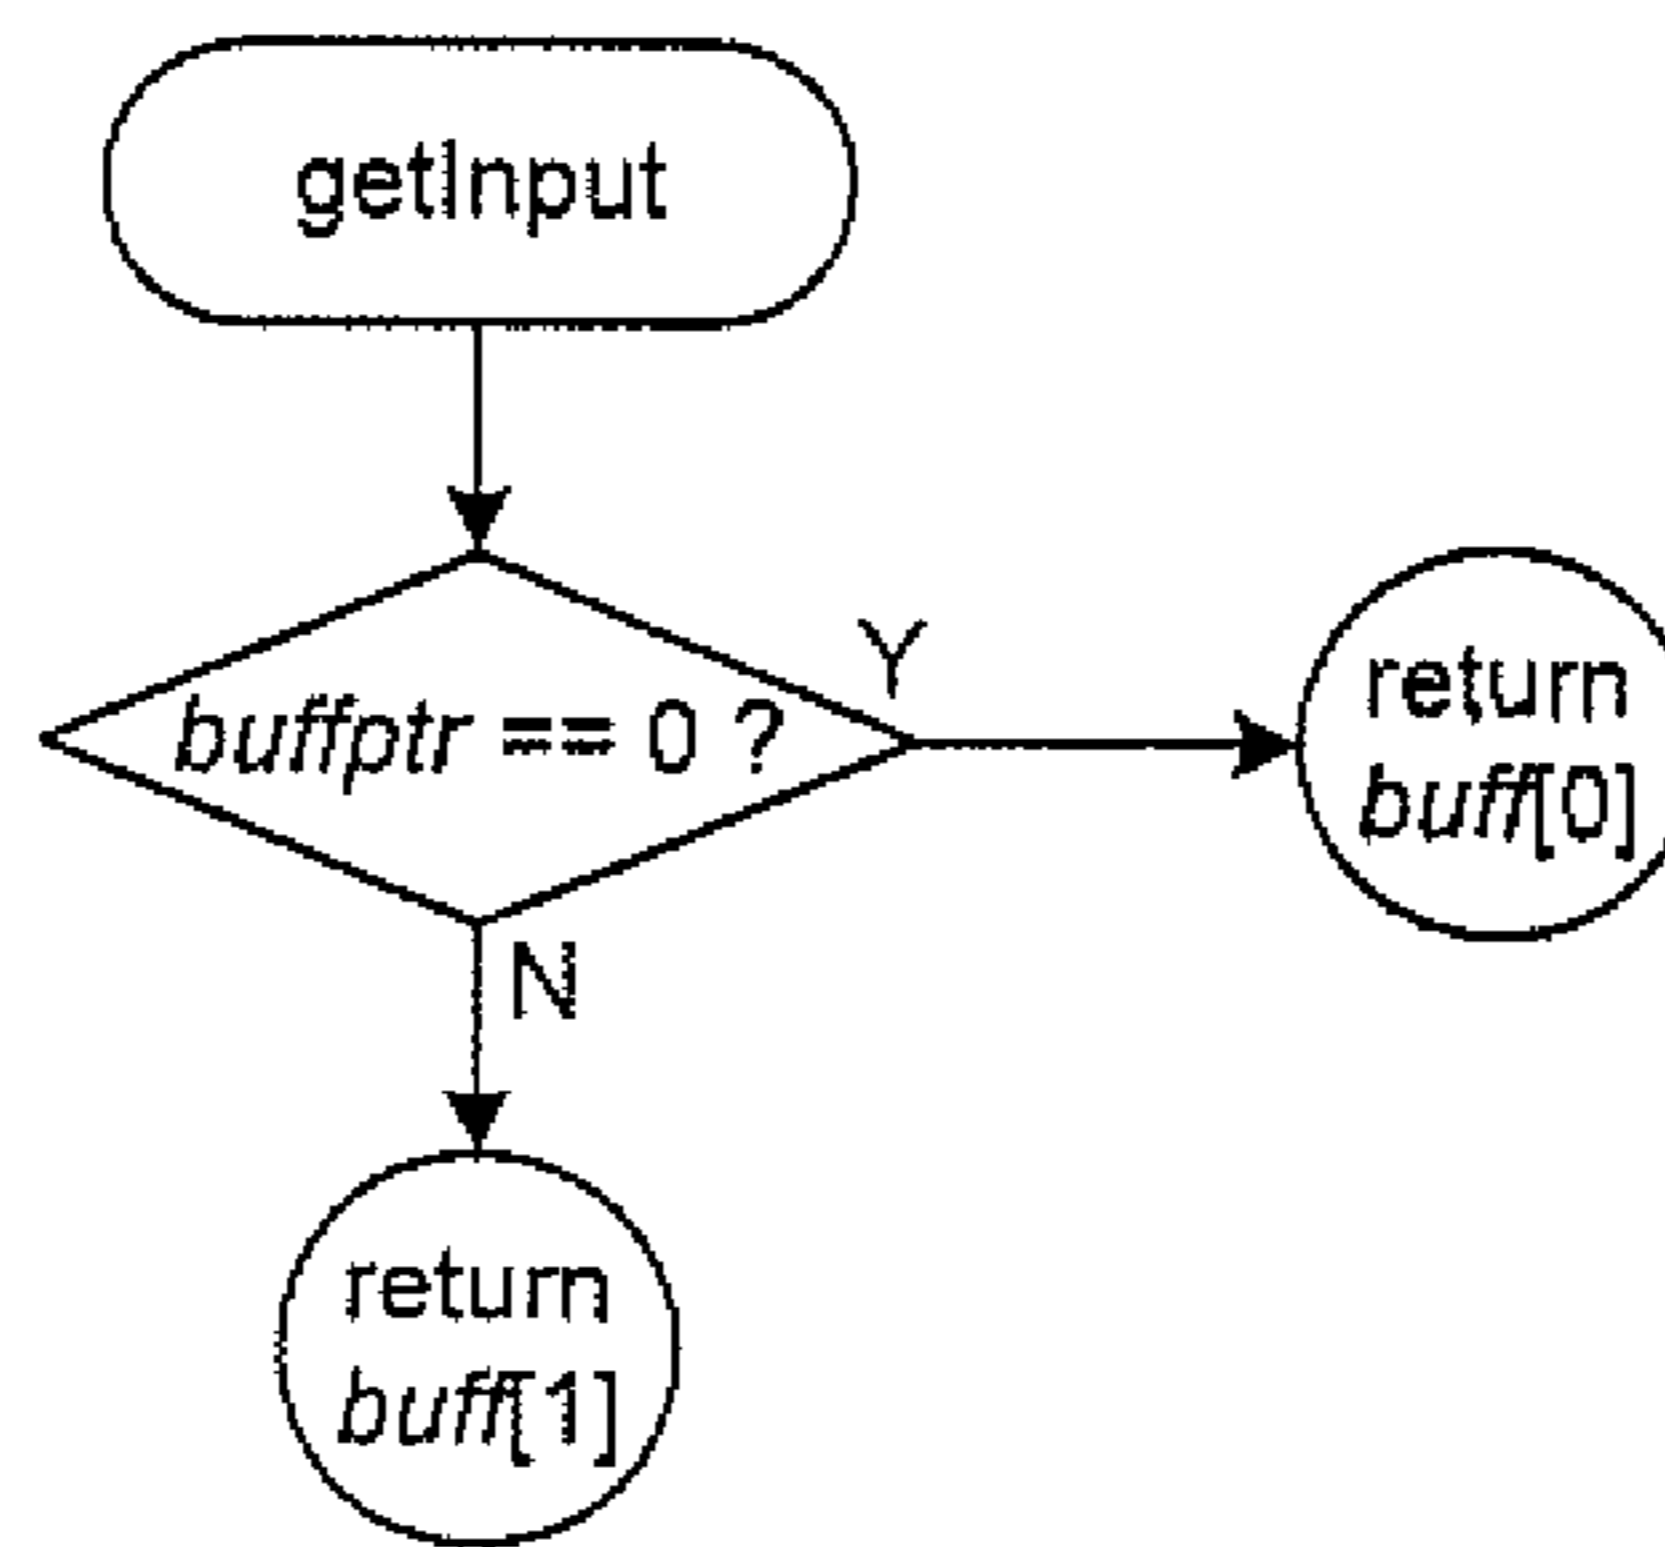 getInput
buffptr == 0 ?
Y
return
buff[0]
N
return
buff[1]